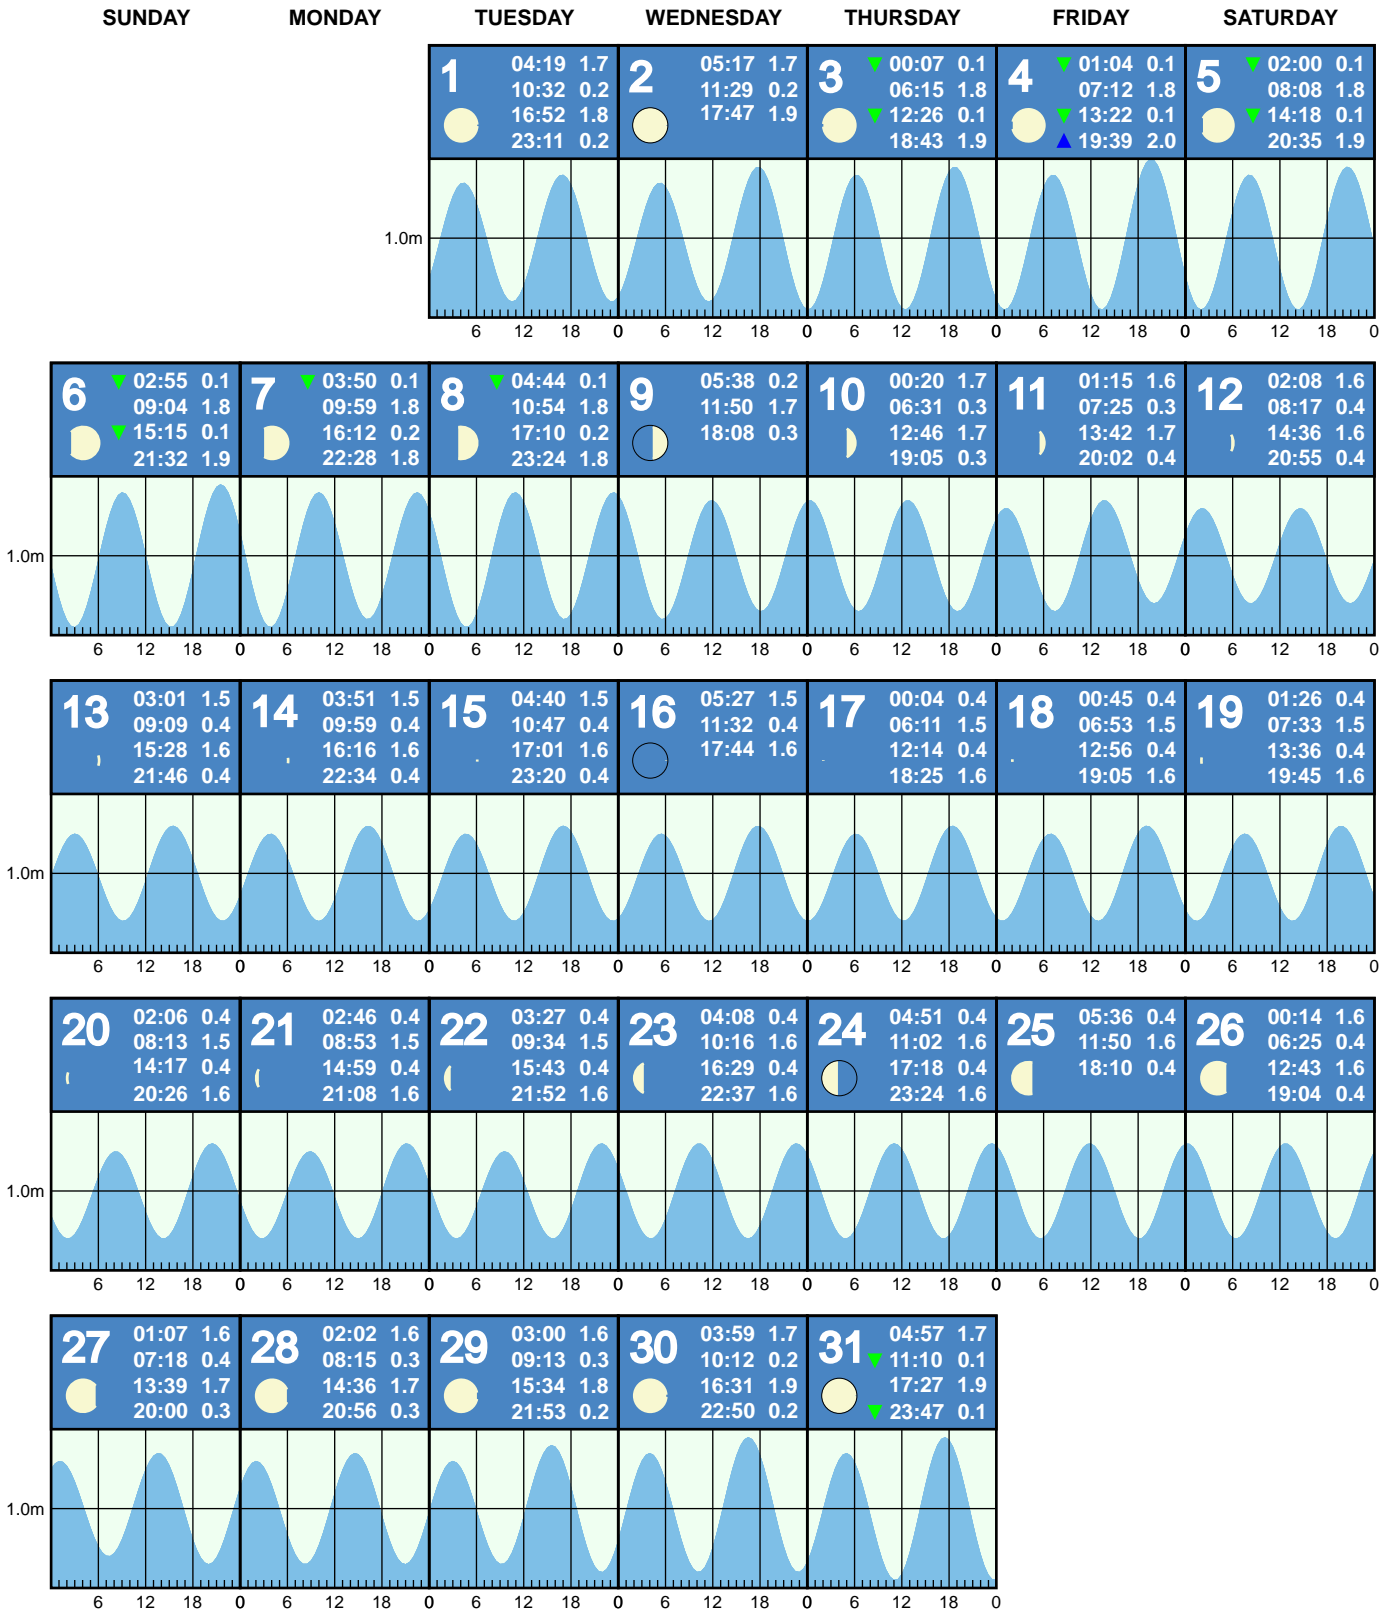 SUNDAY MONDAY TUESDAY WEDNESDAY THURSDAY FRIDAY SATURDAY
1 04:19 1.7
10:32 0.2
16:52 1.8
23:11 0.2
2 05:17 1.7
11:29 0.2
17:47 1.9
3 ▼ 00:07 0.1
06:15 1.8
▼ 12:26 0.1
18:43 1.9
4 ▼ 01:04 0.1
07:12 1.8
▼ 13:22 0.1
▲ 19:39 2.0
5 ▼ 02:00 0.1
08:08 1.8
▼ 14:18 0.1
20:35 1.9
1.0m
6 12 18 0 6 12 18 0 6 12 18 0 6 12 18 0 6 12 18 0
6 ▼ 02:55 0.1
09:04 1.8
▼ 15:15 0.1
21:32 1.9
7 ▼ 03:50 0.1
09:59 1.8
16:12 0.2
22:28 1.8
8 ▼ 04:44 0.1
10:54 1.8
17:10 0.2
23:24 1.8
9 05:38 0.2
11:50 1.7
18:08 0.3
10 00:20 1.7
06:31 0.3
12:46 1.7
19:05 0.3
11 01:15 1.6
07:25 0.3
13:42 1.7
20:02 0.4
12 02:08 1.6
08:17 0.4
14:36 1.6
20:55 0.4
1.0m
6 12 18 0 6 12 18 0 6 12 18 0 6 12 18 0 6 12 18 0 6 12 18 0 6 12 18 0
13 03:01 1.5
09:09 0.4
15:28 1.6
21:46 0.4
14 03:51 1.5
09:59 0.4
16:16 1.6
22:34 0.4
15 04:40 1.5
10:47 0.4
17:01 1.6
23:20 0.4
16 05:27 1.5
11:32 0.4
17:44 1.6
17 00:04 0.4
06:11 1.5
12:14 0.4
18:25 1.6
18 00:45 0.4
06:53 1.5
12:56 0.4
19:05 1.6
19 01:26 0.4
07:33 1.5
13:36 0.4
19:45 1.6
1.0m
6 12 18 0 6 12 18 0 6 12 18 0 6 12 18 0 6 12 18 0 6 12 18 0 6 12 18 0
20 02:06 0.4
08:13 1.5
14:17 0.4
20:26 1.6
21 02:46 0.4
08:53 1.5
14:59 0.4
21:08 1.6
22 03:27 0.4
09:34 1.5
15:43 0.4
21:52 1.6
23 04:08 0.4
10:16 1.6
16:29 0.4
22:37 1.6
24 04:51 0.4
11:02 1.6
17:18 0.4
23:24 1.6
25 05:36 0.4
11:50 1.6
18:10 0.4
26 00:14 1.6
06:25 0.4
12:43 1.6
19:04 0.4
1.0m
6 12 18 0 6 12 18 0 6 12 18 0 6 12 18 0 6 12 18 0 6 12 18 0 6 12 18 0
27 01:07 1.6
07:18 0.4
13:39 1.7
20:00 0.3
28 02:02 1.6
08:15 0.3
14:36 1.7
20:56 0.3
29 03:00 1.6
09:13 0.3
15:34 1.8
21:53 0.2
30 03:59 1.7
10:12 0.2
16:31 1.9
22:50 0.2
31 04:57 1.7
▼ 11:10 0.1
17:27 1.9
▼ 23:47 0.1
1.0m
6 12 18 0 6 12 18 0 6 12 18 0 6 12 18 0 6 12 18 0